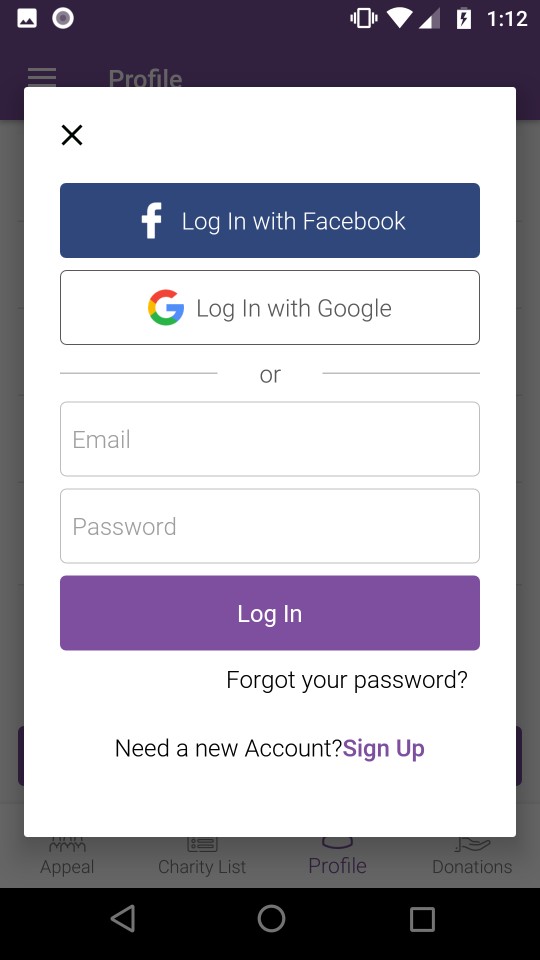 1:12
Profile
Log In with Facebook
Log In with Google
or
Email
Password
Log In
Forgot your password?
Need a new Account?Sign Up
Appeal Charity List Profile Donations